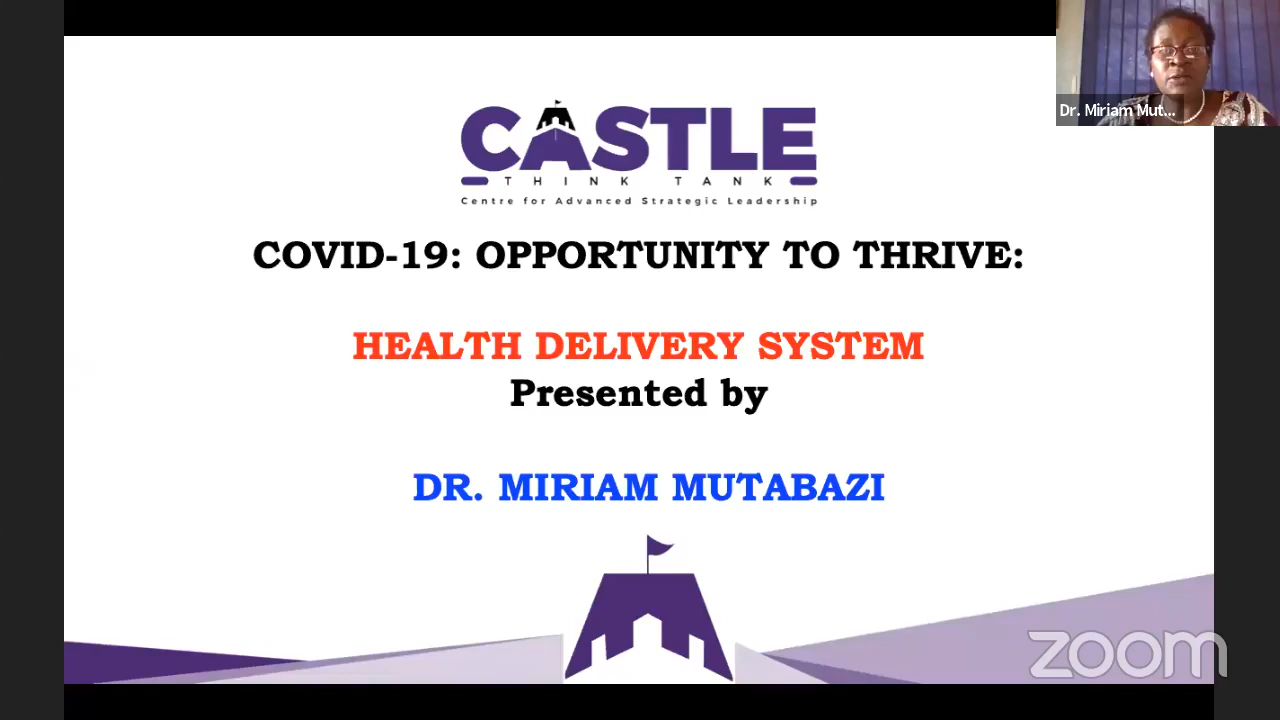 CASTLE
THINK TANK
Centre for Advanced Strategic Leadership
COVID-19: OPPORTUNITY TO THRIVE:
HEALTH DELIVERY SYSTEM
Presented by
DR. MIRIAM MUTABAZI
Dr. Miriam Mut...
zoom